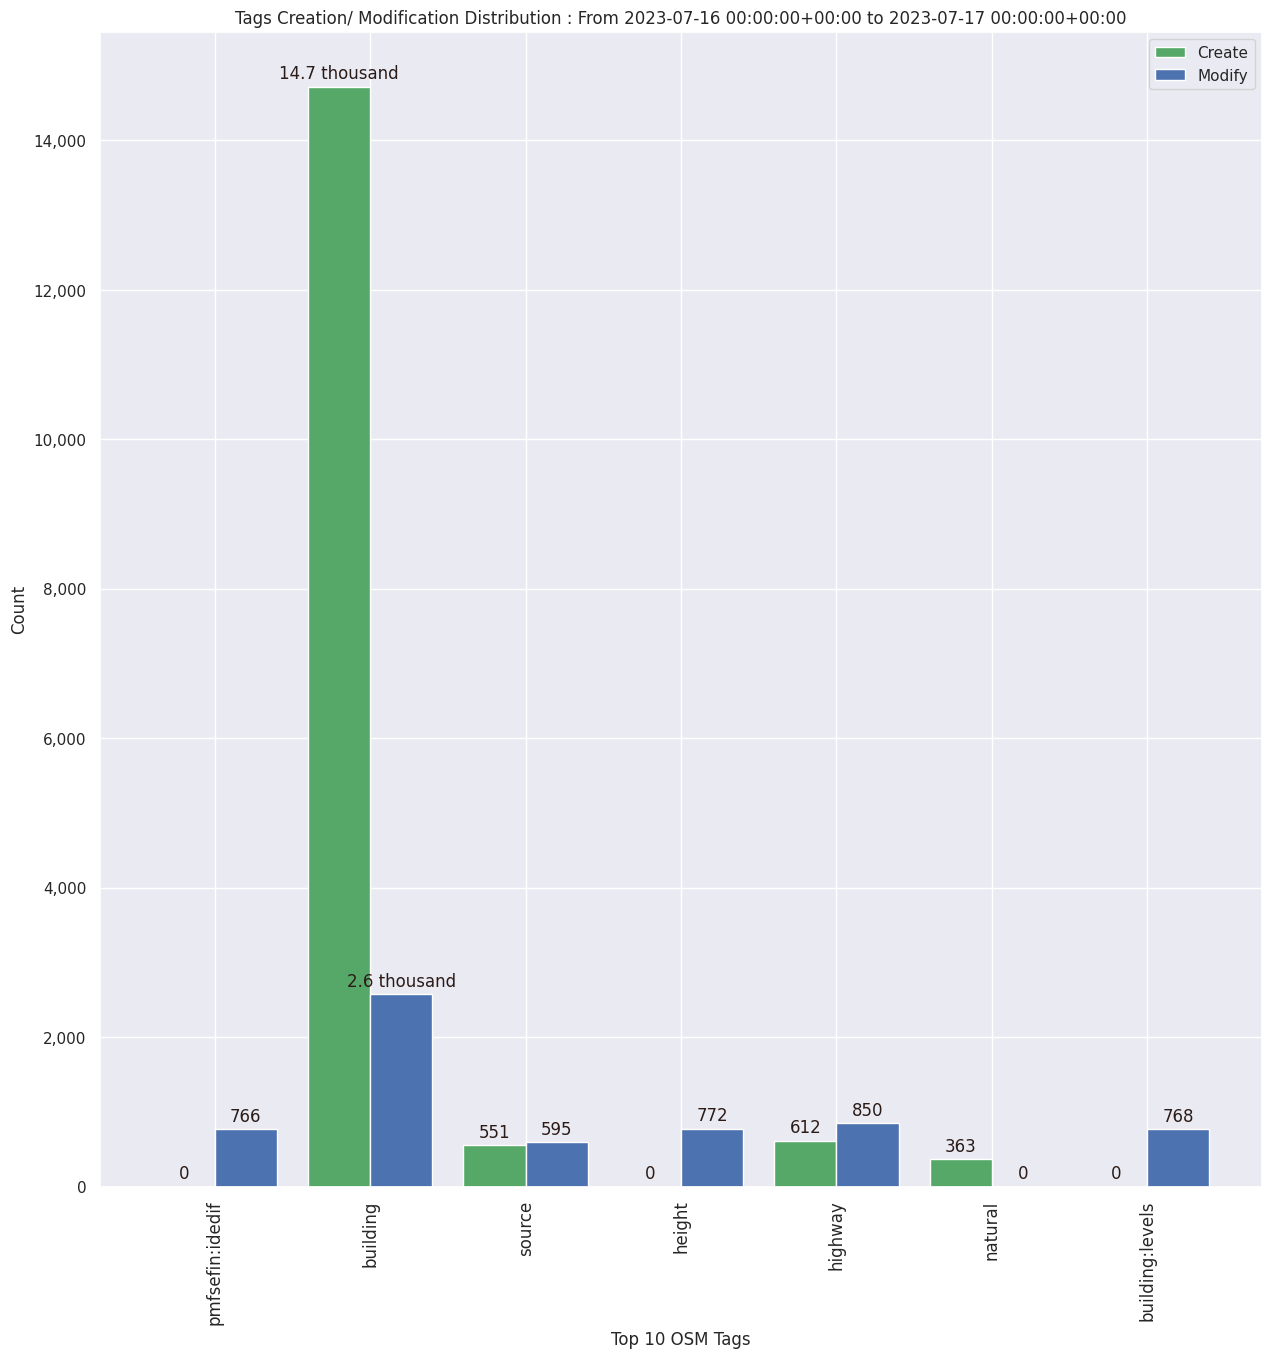 Tags Creation/ Modification Distribution : From 2023-07-16 00:00:00+00:00 to 2023-07-17 00:00:00+00:00
Create
Modify
14.7 thousand
14,000
12,000
10,000
8,000
Count
6,000
4,000
2.6 thousand
2,000
0
0
766
551
595
0
772
612
850
363
0
0
768
pmfsefin:idedif
building
source
height
highway
natural
building:levels
Top 10 OSM Tags